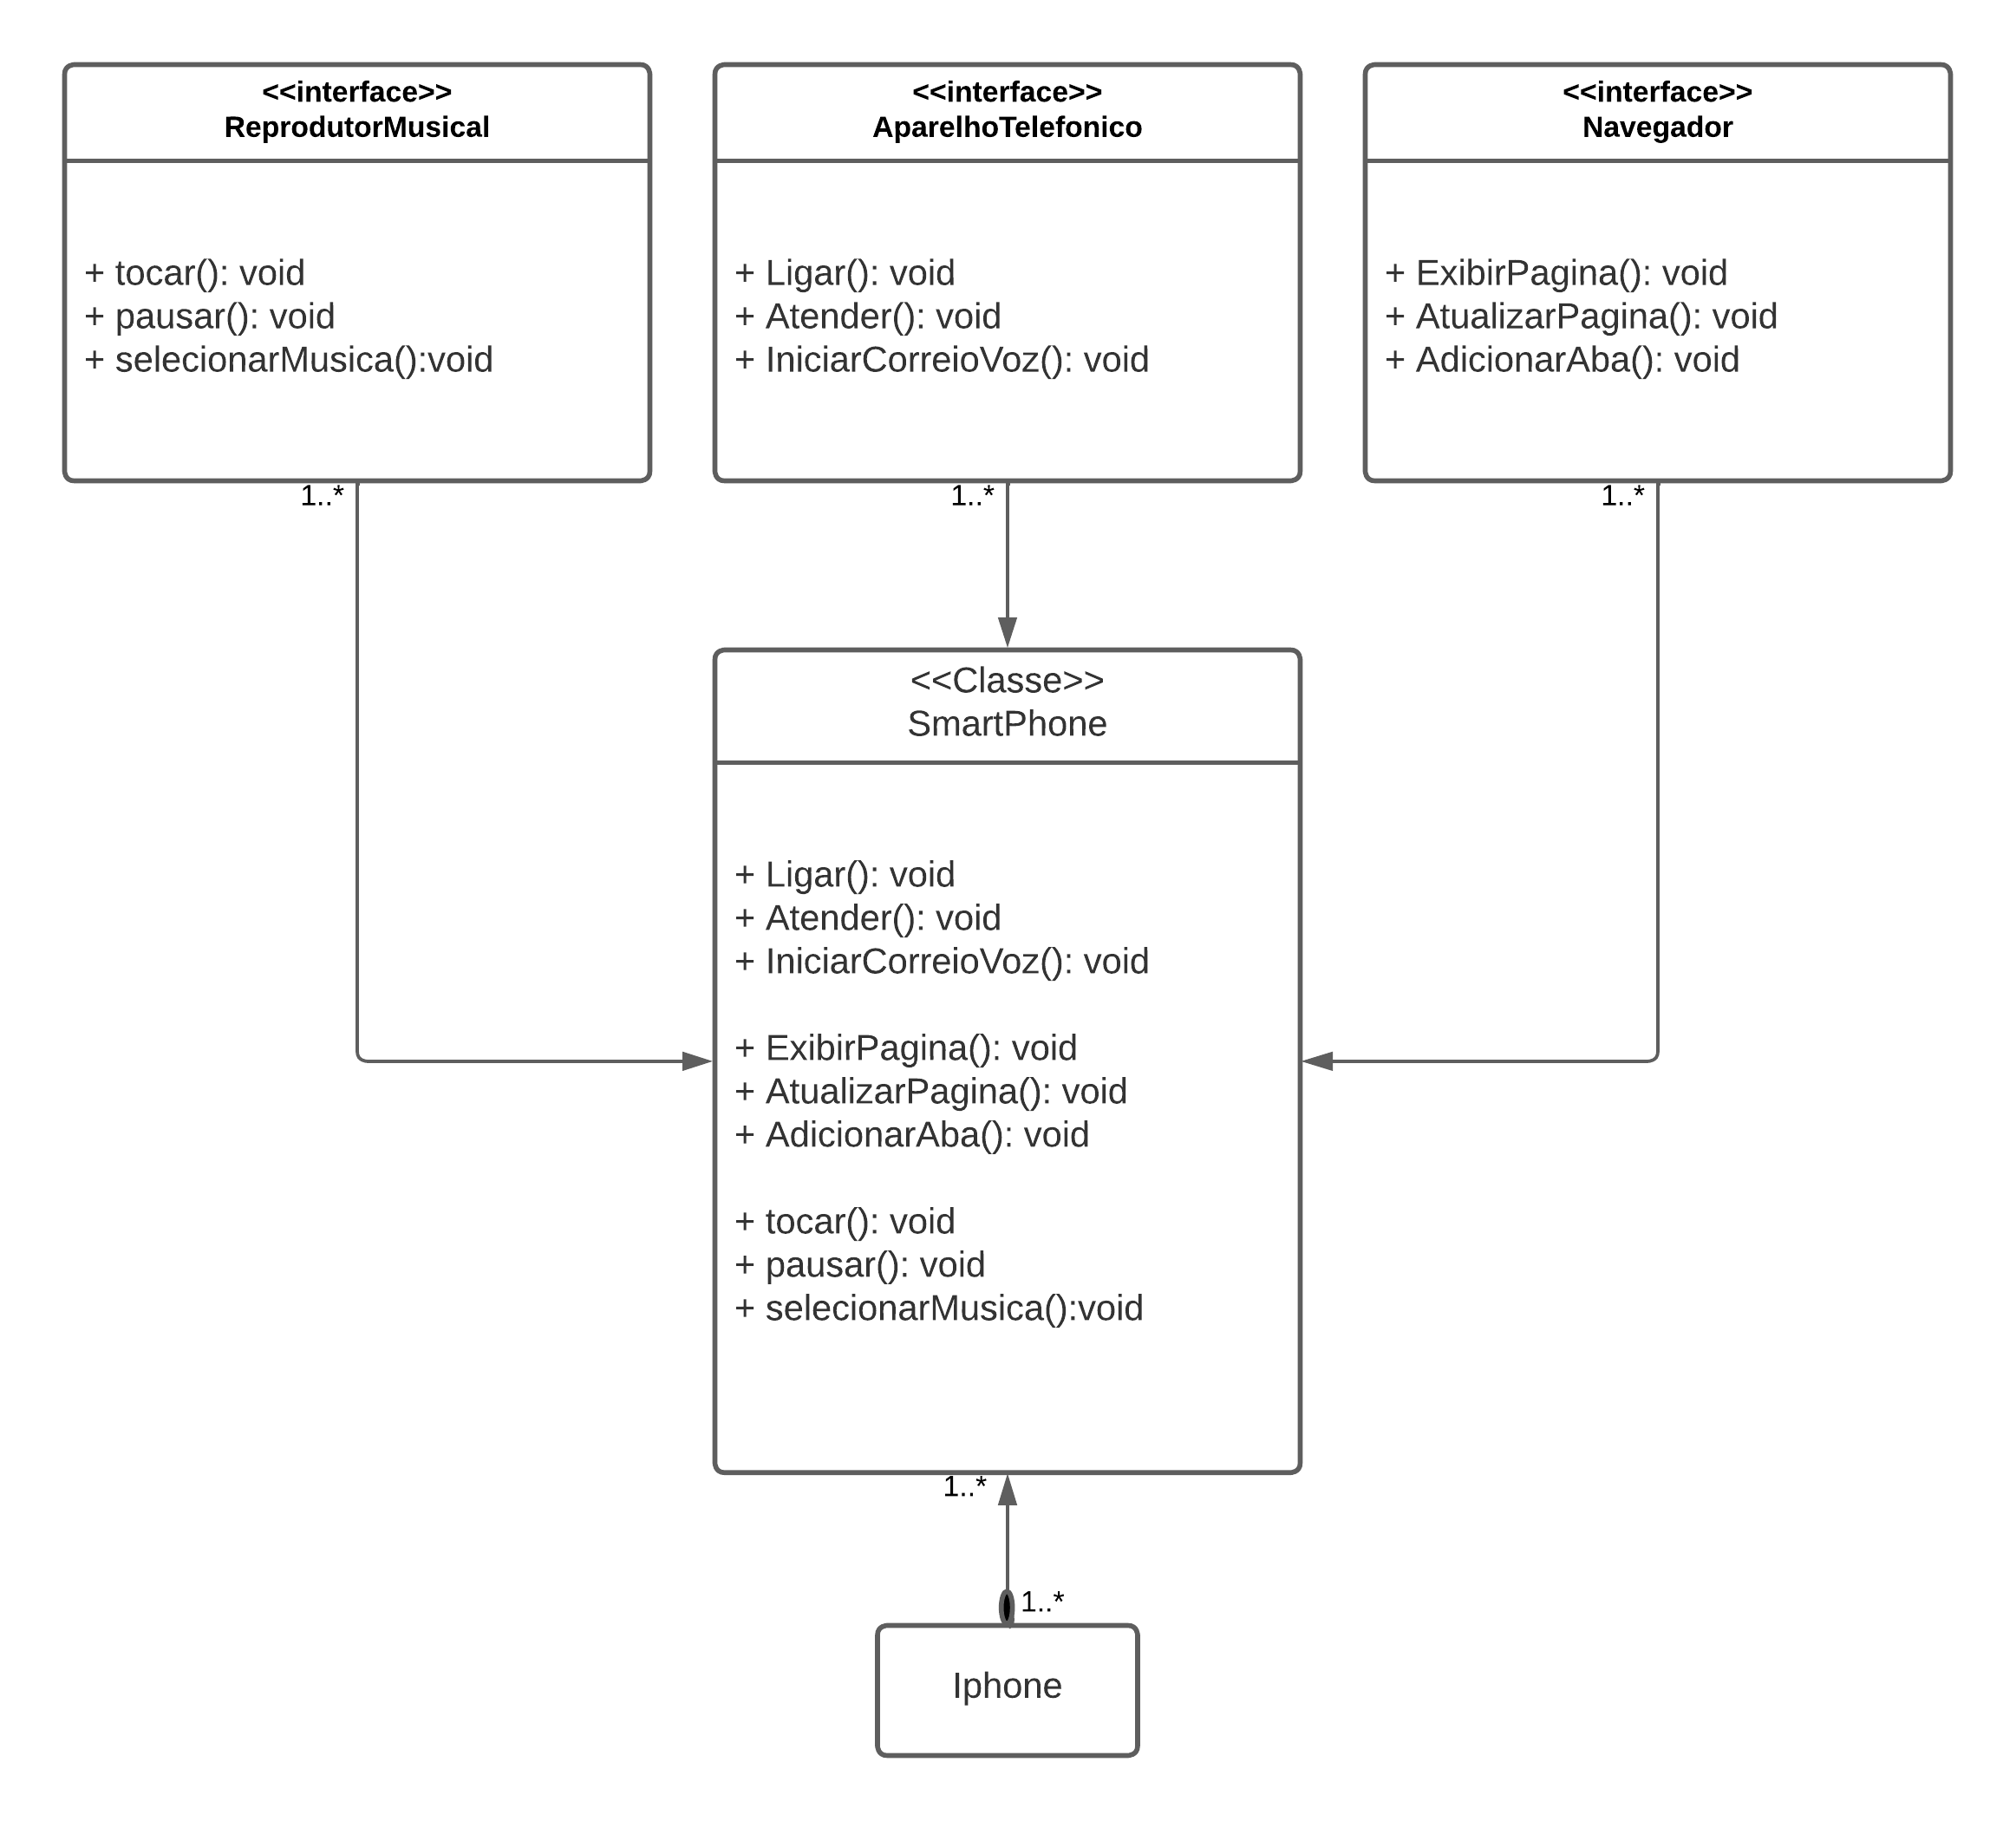 <<interface>>
ReprodutorMusical
+ tocar(): void
+ pausar(): void
+ selecionarMusica():void
1..*
<<interface>>
AparelhoTelefonico
+ Ligar(): void
+ Atender(): void
+ IniciarCorreioVoz(): void
1..*
<<interface>>
Navegador
+ ExibirPagina(): void
+ AtualizarPagina(): void
+ AdicionarAba(): void
1..*
<<Classe>>
SmartPhone
+ Ligar(): void
+ Atender(): void
+ IniciarCorreioVoz(): void
+ ExibirPagina(): void
+ AtualizarPagina(): void
+ AdicionarAba(): void
+ tocar(): void
+ pausar(): void
+ selecionarMusica():void
1..*
1..*
Iphone